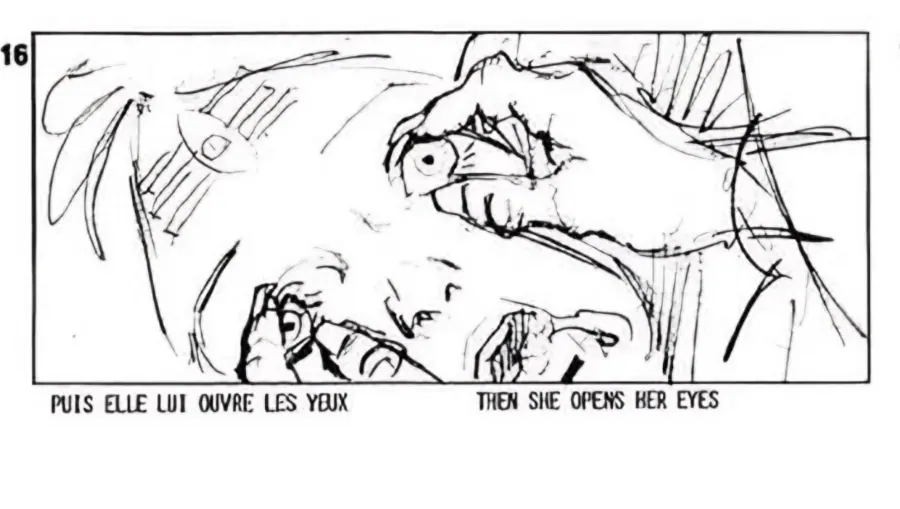 16
PUIS ELLE LUI OUVRE LES YEUX
THEN SHE OPENS HER EYES